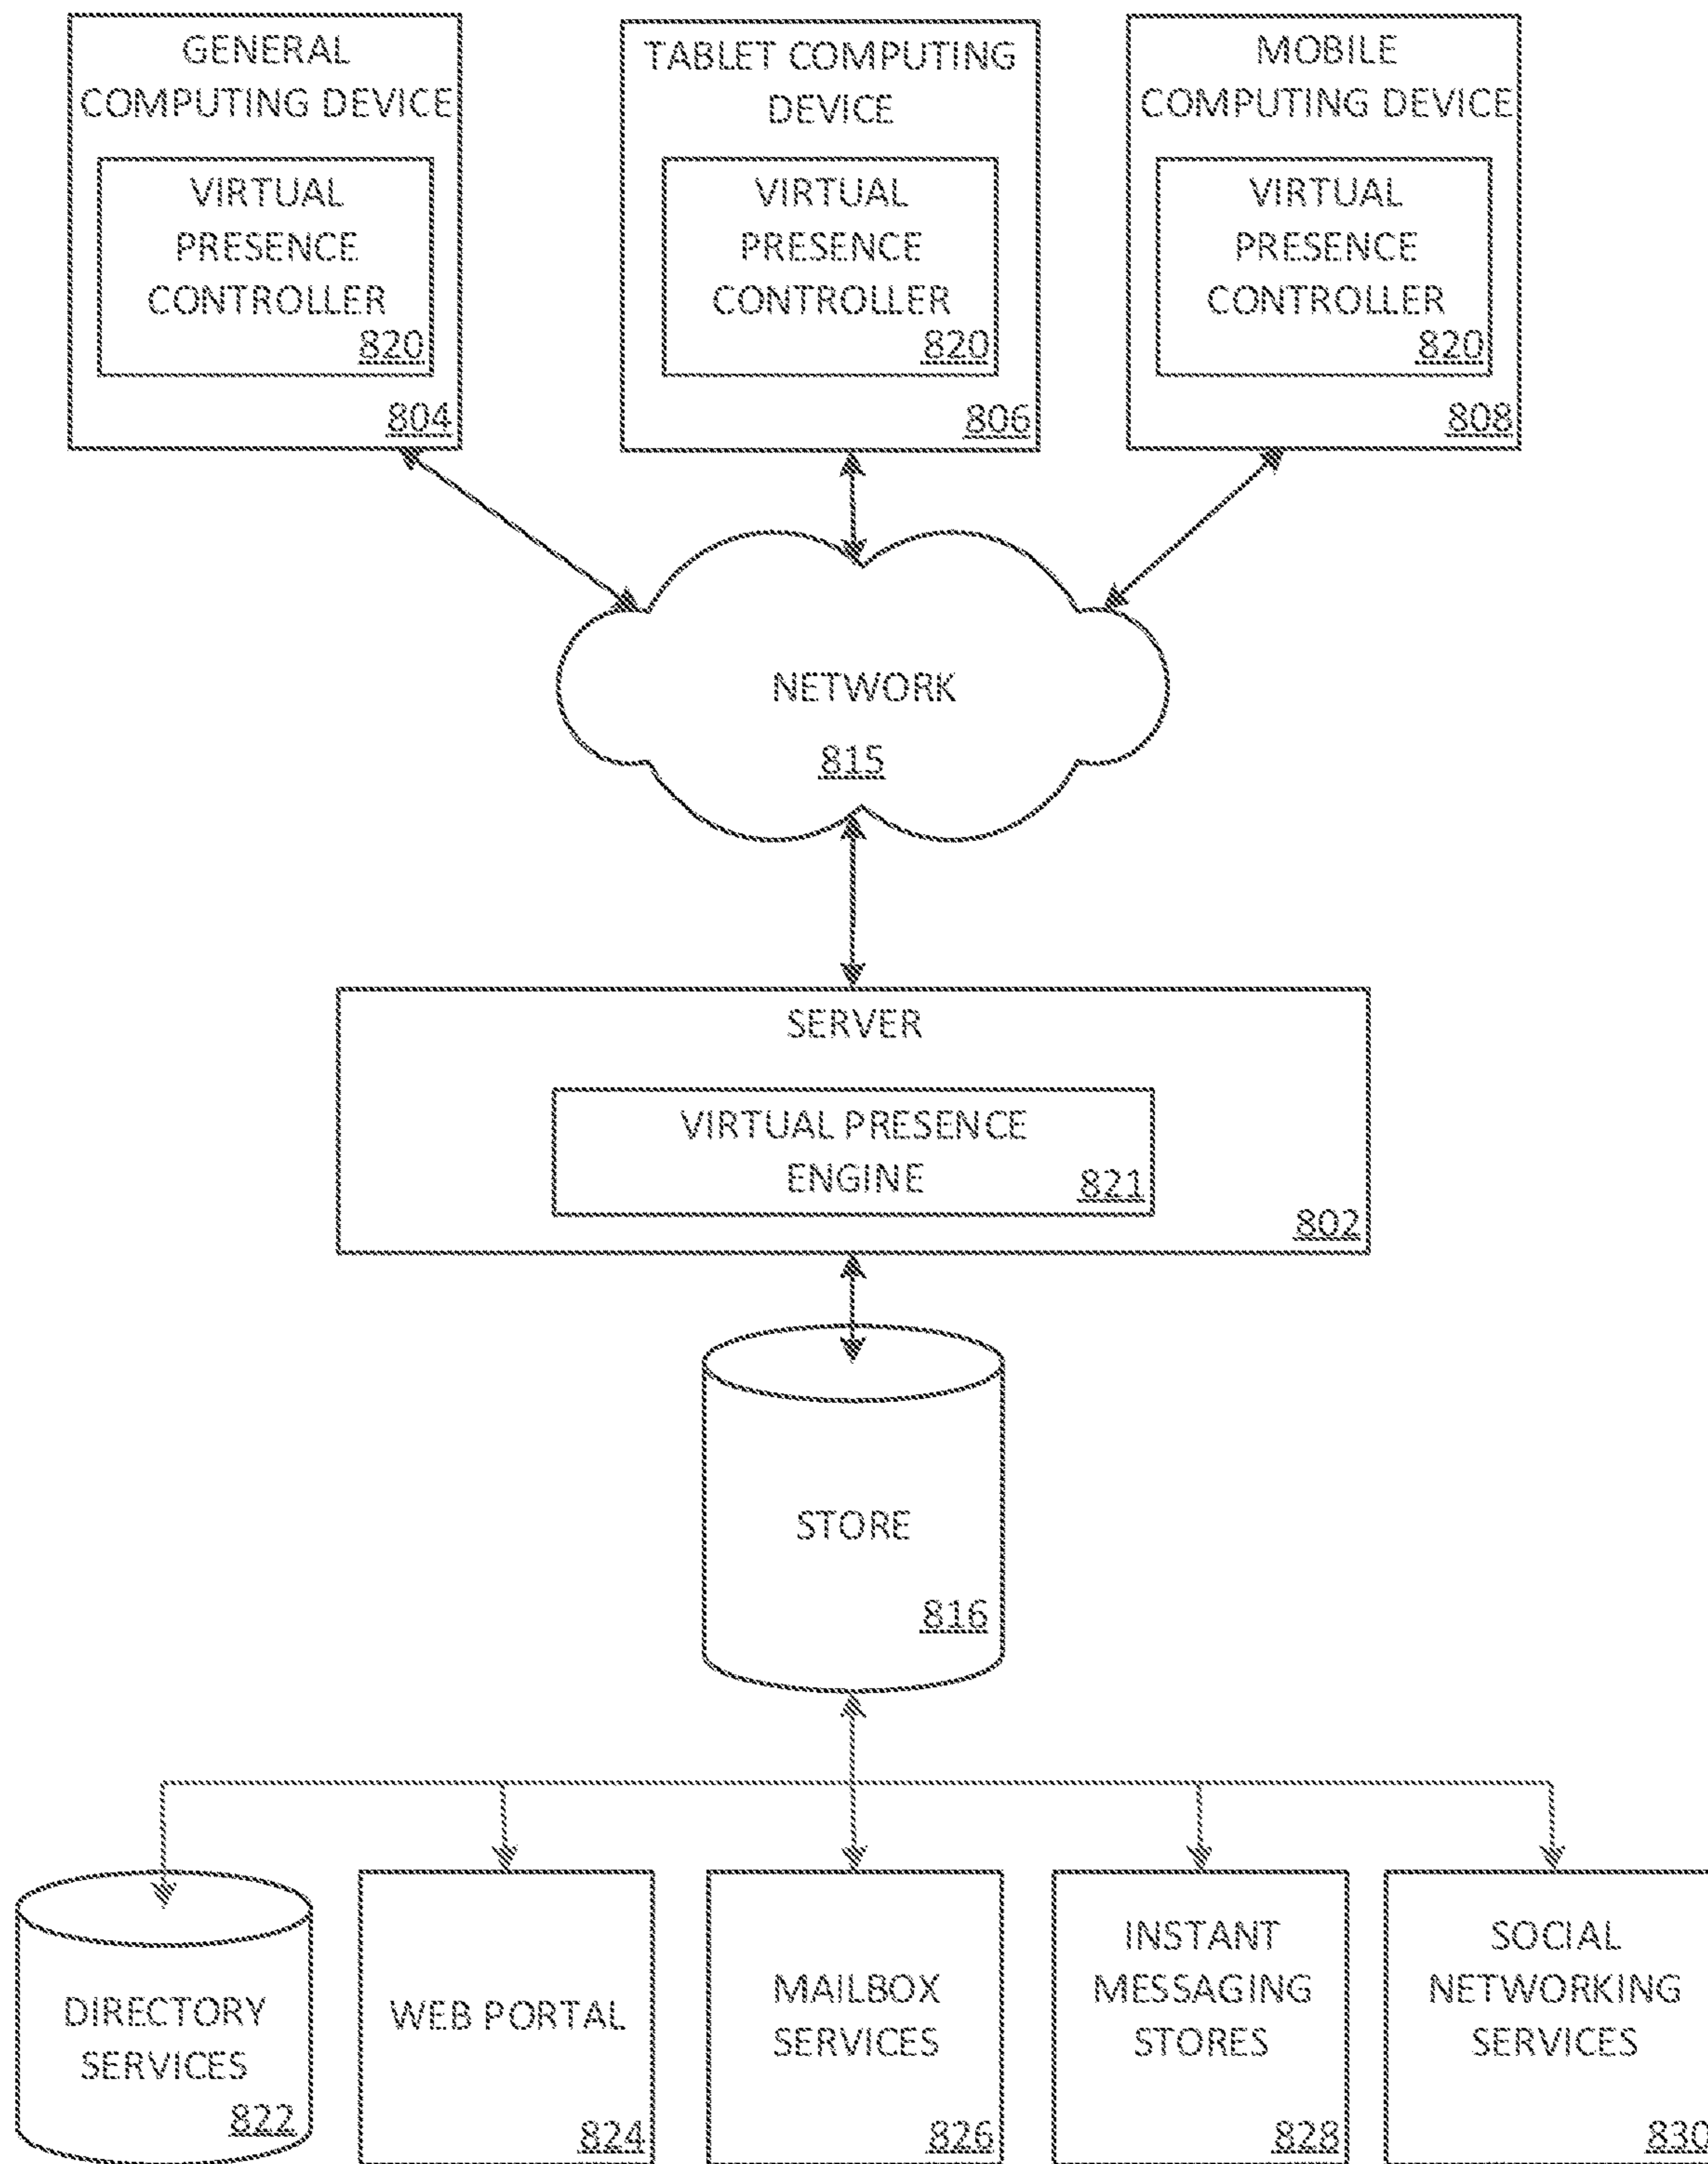 GENERAL
COMPUTING DEVICE
VIRTUAL
PRESENCE
CONTROLLER
820
804
TABLET COMPUTING
DEVICE
VIRTUAL
PRESENCE
CONTROLLER
820
806
MOBILE
COMPUTING DEVICE
VIRTUAL
PRESENCE
CONTROLLER
820
808
NETWORK
815
SERVER
VIRTUAL PRESENCE
ENGINE
821
802
STORE
816
DIRECTORY
SERVICES
822
WEB PORTAL
824
MAILBOX
SERVICES
826
INSTANT
MESSAGING
STORES
828
SOCIAL
NETWORKING
SERVICES
830